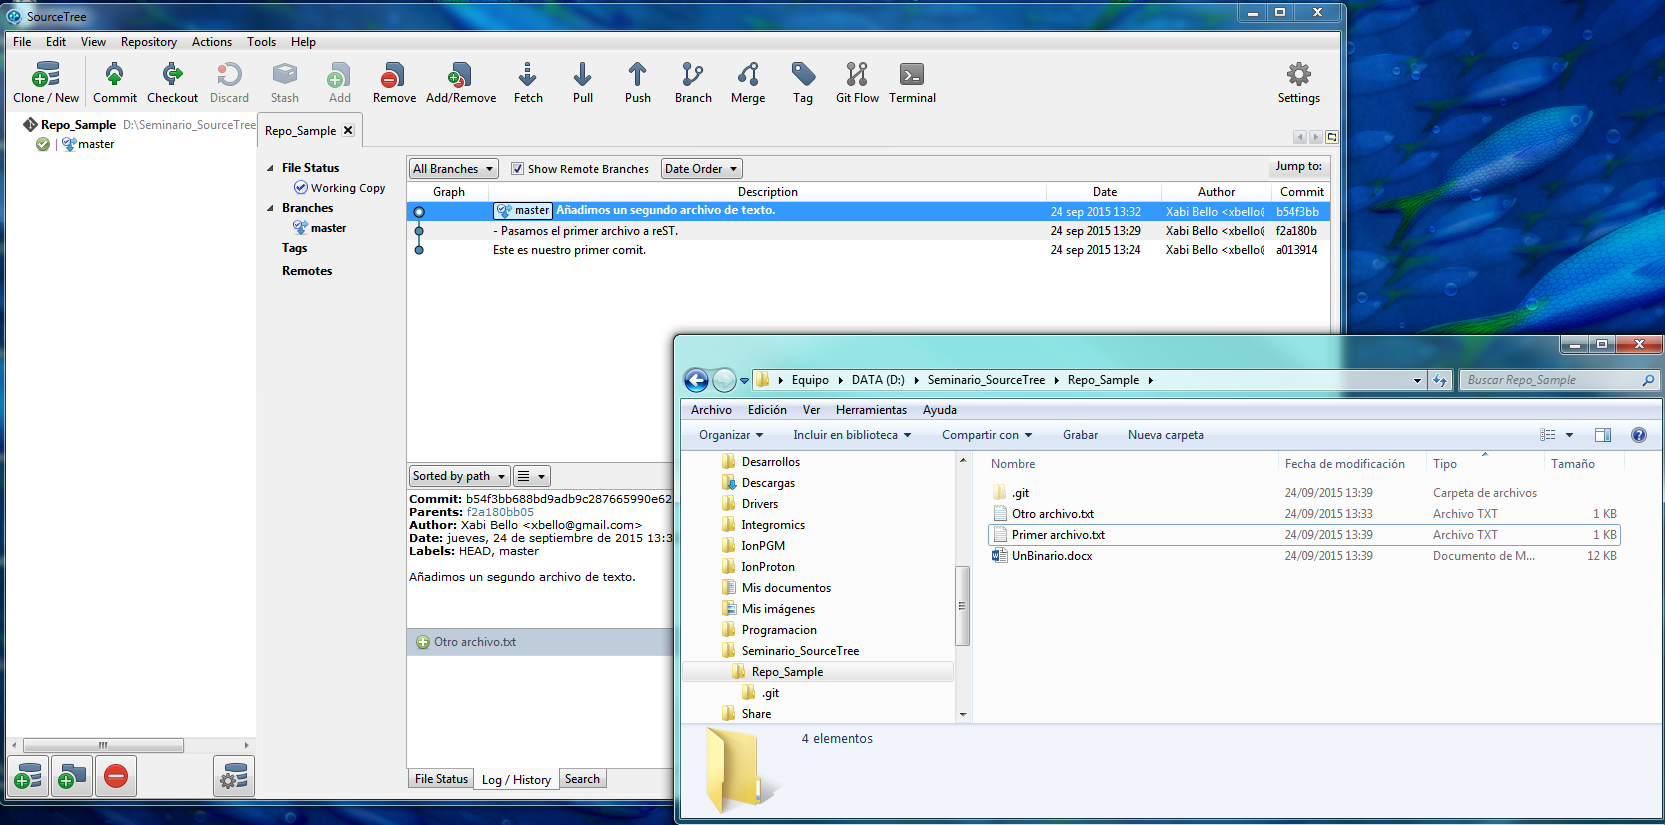 SourceTree
File Edit View Repository Actions Tools Help
Clone / New Commit Checkout Discard Stash Add Remove Add/Remove Fetch Pull Push Branch Merge Tag Git Flow Terminal Settings
Repo_Sample D:\Seminario_SourceTree
master
Repo_Sample
File Status
Working Copy
Branches
master
Tags
Remotes
All Branches Show Remote Branches Date Order Jump to:
Graph Description Date Author Commit
master Añadimos un segundo archivo de texto. 24 sep 2015 13:32 Xabi Bello <xbello@ b54f3bb
- Pasamos el primer archivo a reST. 24 sep 2015 13:29 Xabi Bello <xbello@ f2a180b
Este es nuestro primer comit. 24 sep 2015 13:24 Xabi Bello <xbello@ a013914
Sorted by path
Commit: b54f3bb688bd9adb9c287665990e62
Parents: f2a180bb05
Author: Xabi Bello <xbello@gmail.com>
Date: jueves, 24 de septiembre de 2015 13:3
Labels: HEAD, master
Añadimos un segundo archivo de texto.
Otro archivo.txt
File Status Log / History Search
Equipo DATA (D:) Seminario_SourceTree Repo_Sample
Buscar Repo_Sample
Archivo Edición Ver Herramientas Ayuda
Organizar Incluir en biblioteca Compartir con Grabar Nueva carpeta
Desarrollos
Descargas
Drivers
Integromics
IonPGM
IonProton
Mis documentos
Mis imágenes
Programacion
Seminario_SourceTree
Repo_Sample
.git
Share
Nombre Fecha de modificación Tipo Tamaño
.git 24/09/2015 13:39 Carpeta de archivos
Otro archivo.txt 24/09/2015 13:33 Archivo TXT 1 KB
Primer archivo.txt 24/09/2015 13:39 Archivo TXT 1 KB
UnBinario.docx 24/09/2015 13:39 Documento de M... 12 KB
4 elementos